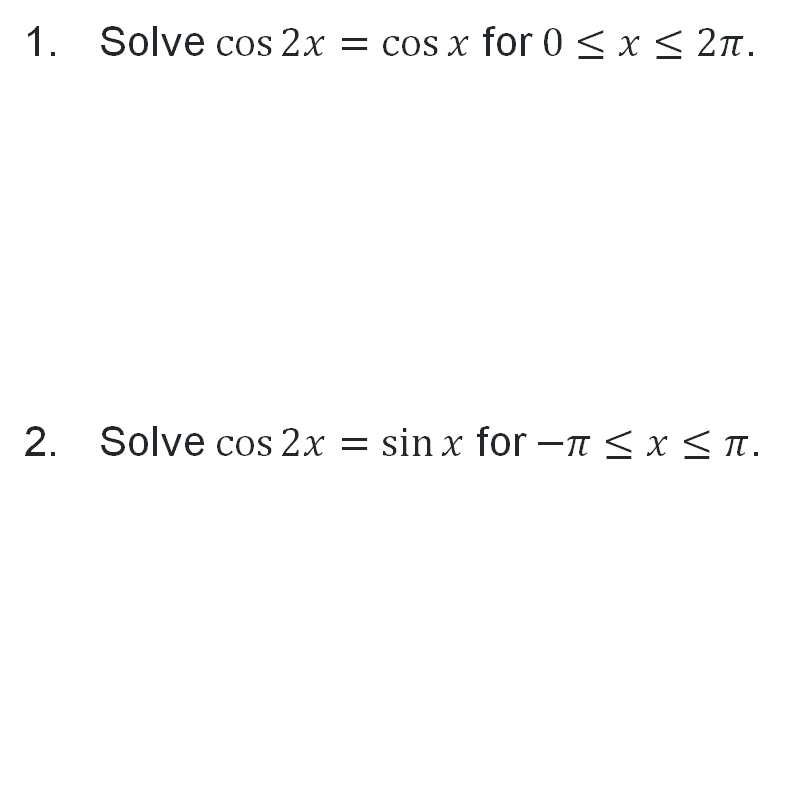 1. Solve cos 2x = cos x for 0 ≤ x ≤ 2π.
2. Solve cos 2x = sin x for −π ≤ x ≤ π.